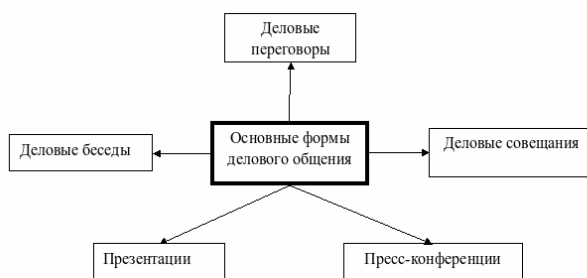 Деловые
переговоры
Деловые беседы
Основные формы
делового общения
Деловые совещания
Презентации
Пресс-конференции